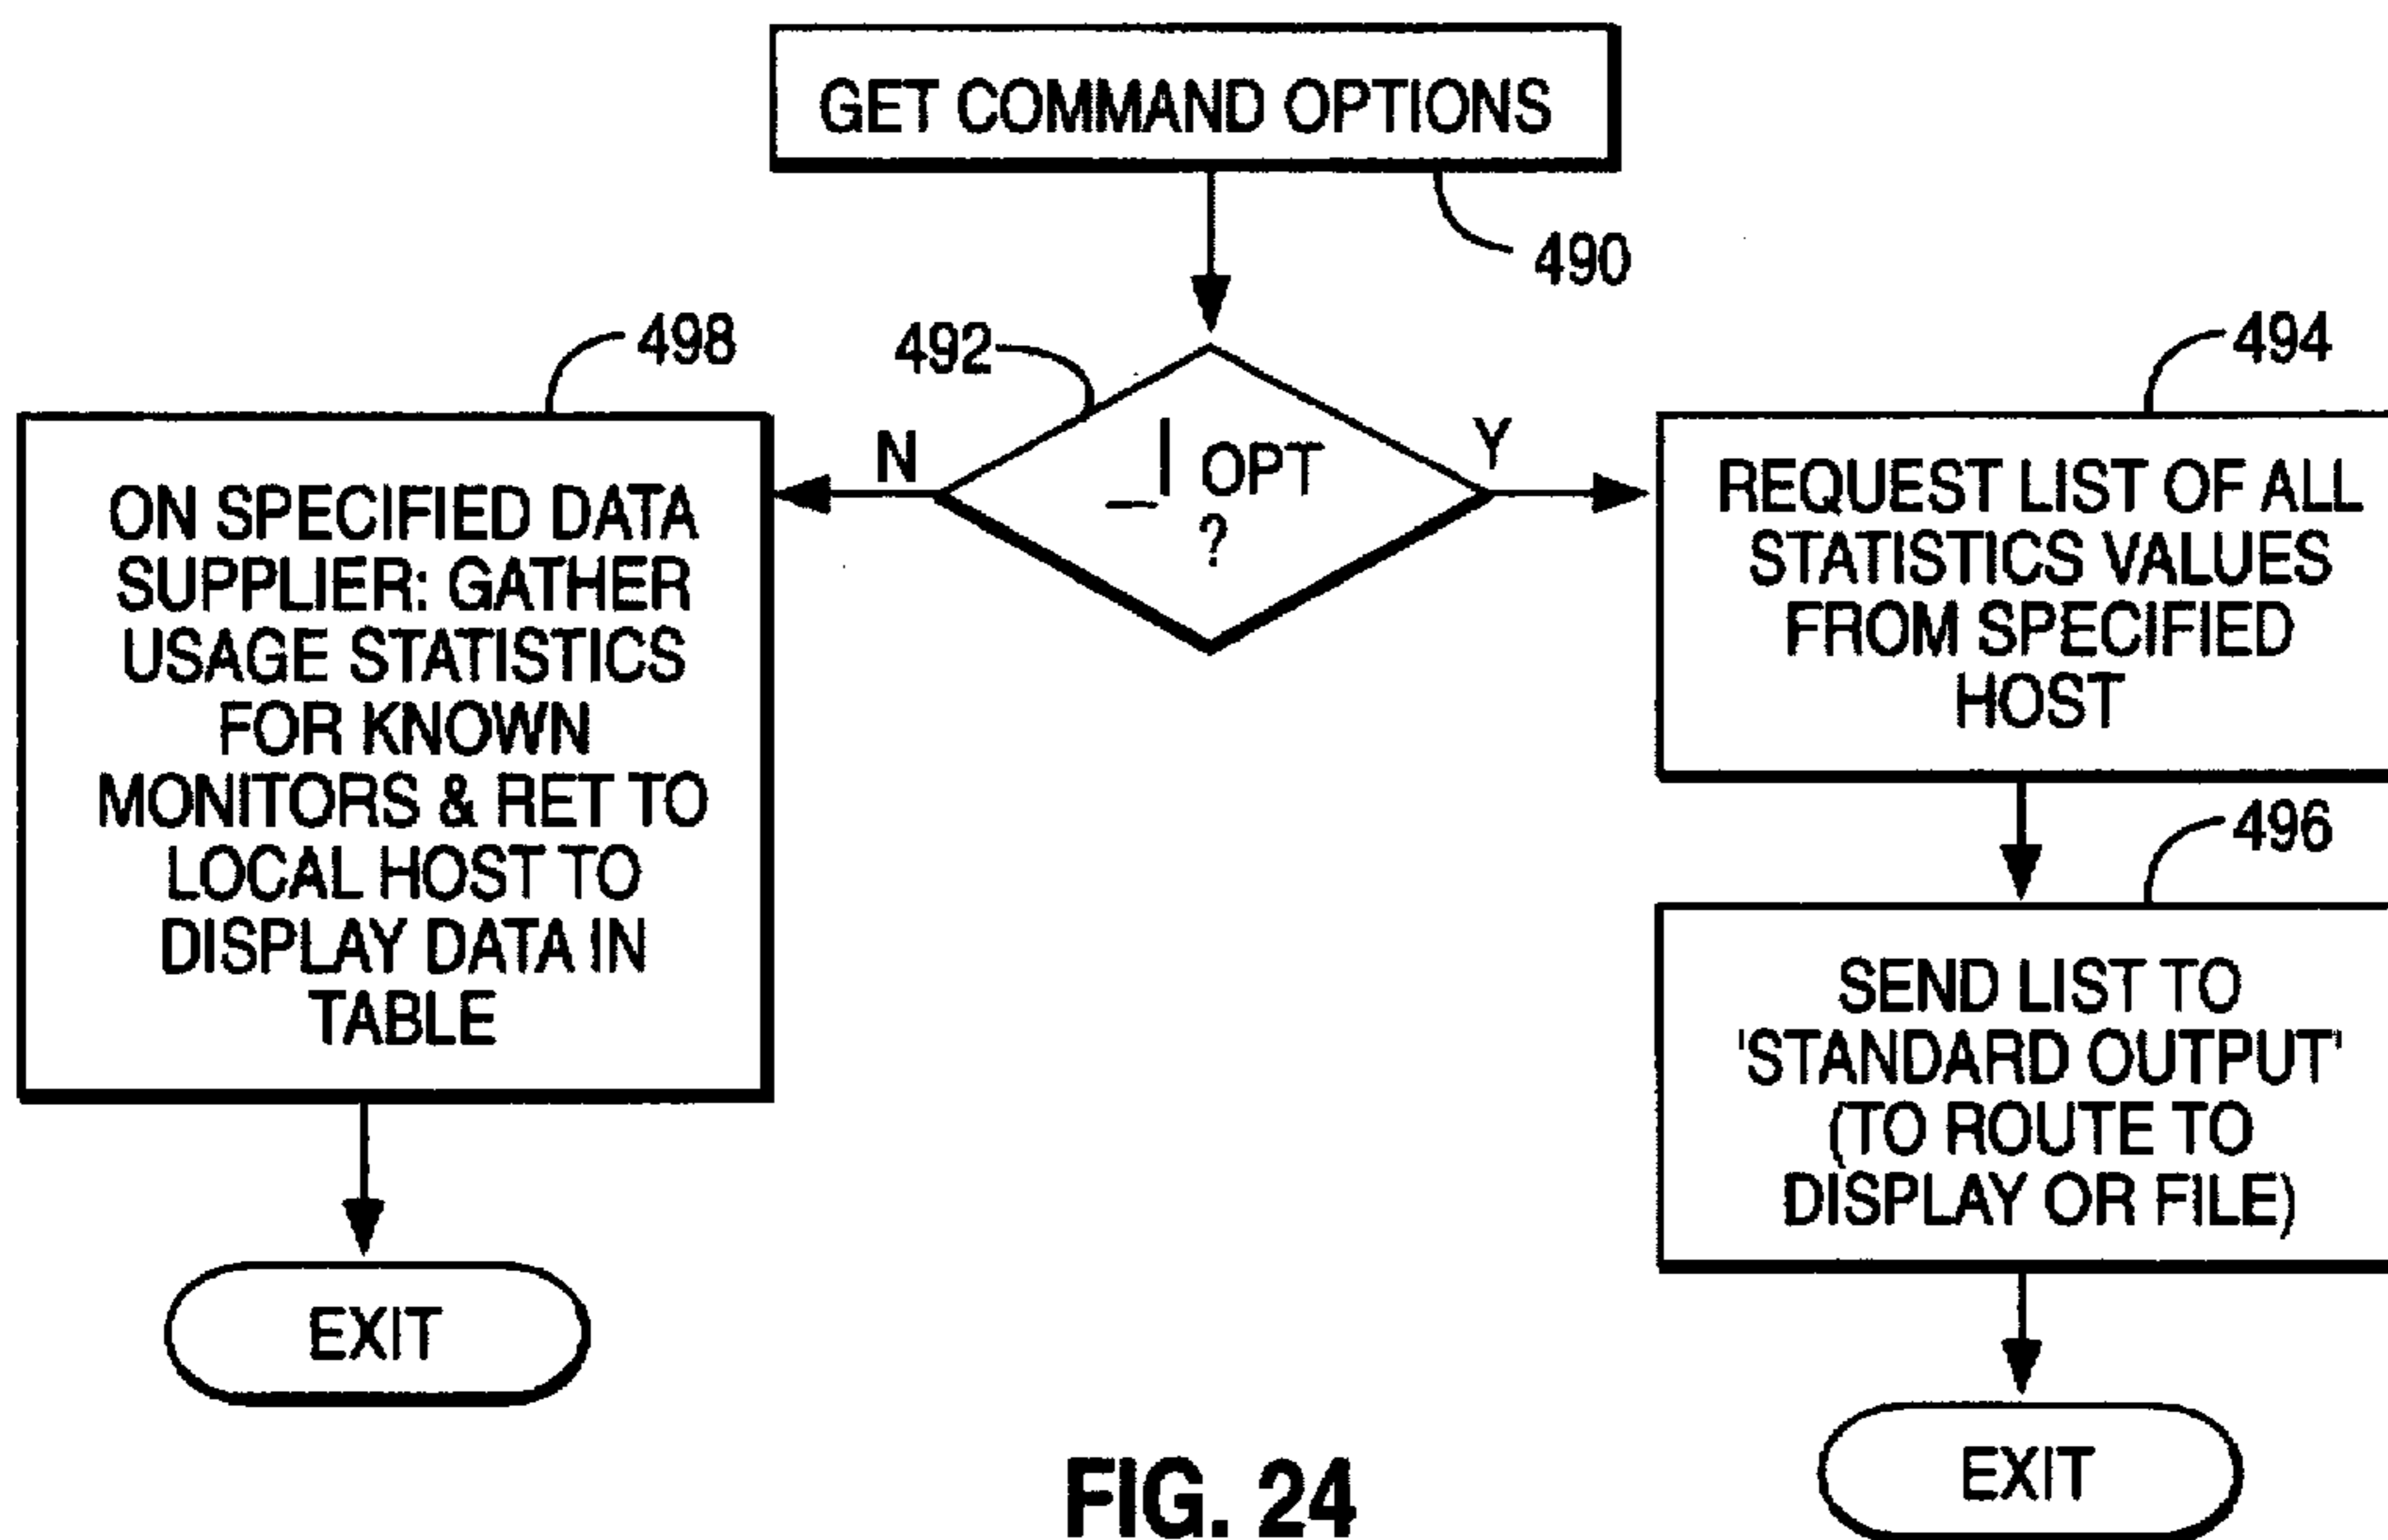 GET COMMAND OPTIONS
490
492
_l OPT
?
N
Y
498
ON SPECIFIED DATA
SUPPLIER: GATHER
USAGE STATISTICS
FOR KNOWN
MONITORS & RET TO
LOCAL HOST TO
DISPLAY DATA IN
TABLE
EXIT
494
REQUEST LIST OF ALL
STATISTICS VALUES
FROM SPECIFIED
HOST
496
SEND LIST TO
'STANDARD OUTPUT'
(TO ROUTE TO
DISPLAY OR FILE)
EXIT
FIG. 24